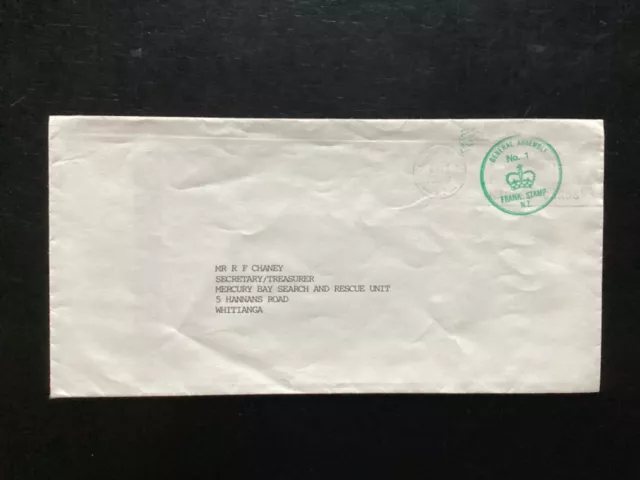 GENERAL ASSEMBLY
No. 1
FRANK STAMP
N.Z.
MR R F CHANEY
SECRETARY/TREASURER
MERCURY BAY SEARCH AND RESCUE UNIT
5 HANNANS ROAD
WHITIANGA